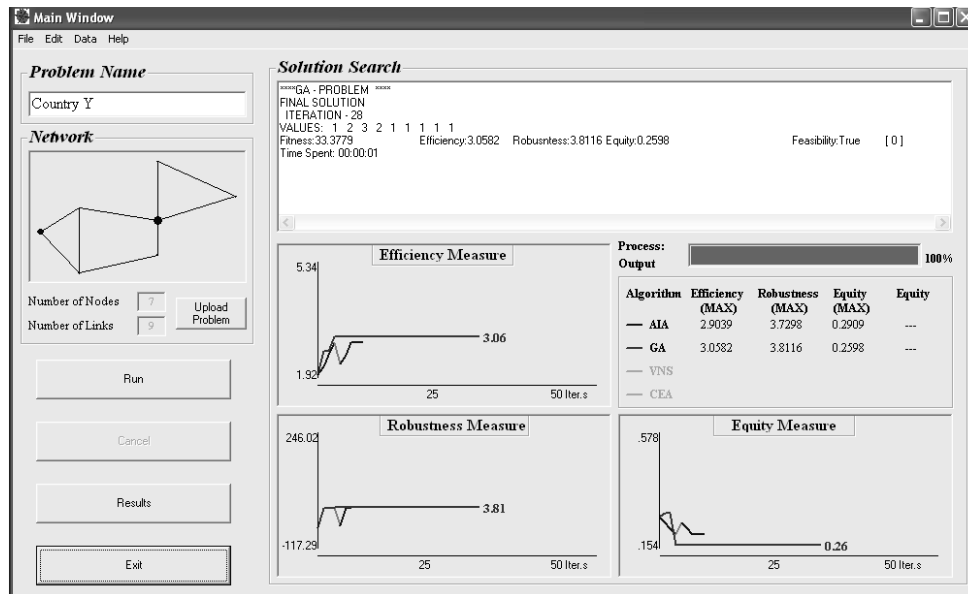 Main Window
File Edit Data Help
Problem Name
Country Y
Network
Number of Nodes 7
Number of Links 9
Upload Problem
Run
Cancel
Results
Exit
Solution Search
****GA - PROBLEM ****
FINAL SOLUTION
ITERATION - 28
VALUES: 1 2 3 2 1 1 1 1 1
Fitness:33.3779 Efficiency:3.0582 Robusntess:3.8116 Equity:0.2598 Feasibility:True [ 0 ]
Time Spent: 00:00:01
Efficiency Measure
5.34
3.06
1.92
25 50 Iter.s
Process:
Output 100%
Algorithm Efficiency (MAX) Robustness (MAX) Equity (MAX) Equity
AIA 2.9039 3.7298 0.2909 ---
GA 3.0582 3.8116 0.2598 ---
VNS
CEA
Robustness Measure
246.02
3.81
-117.29
25 50 Iter.s
Equity Measure
.578
.154
0.26
25 50 Iter.s